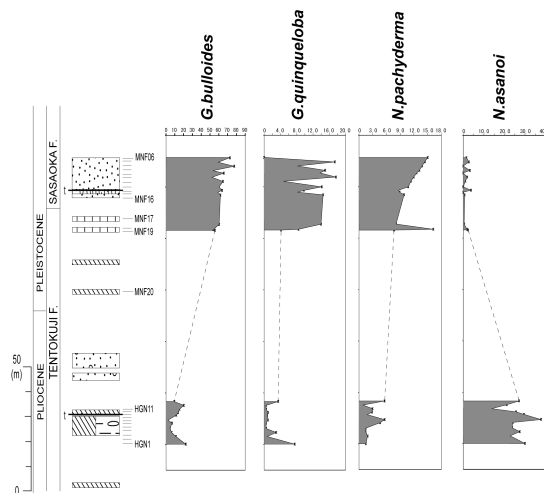 G.bulloides
G.quinqueloba
N.pachyderma
N.asanoi
0 10 20 30 40 50 60 70 80 90
0.0 4.0 8.0 12.0 16.0 20.0
0.0 3.0 6.0 9.0 12.0 15.0 18.0
0 10 20 30 40
SASAOKA F.
PLEISTOCENE
TENTOKUJI F.
PLIOCENE
MNF06
t
MNF16
MNF17
MNF19
MNF20
50
(m)
HGN11
t
HGN1
0